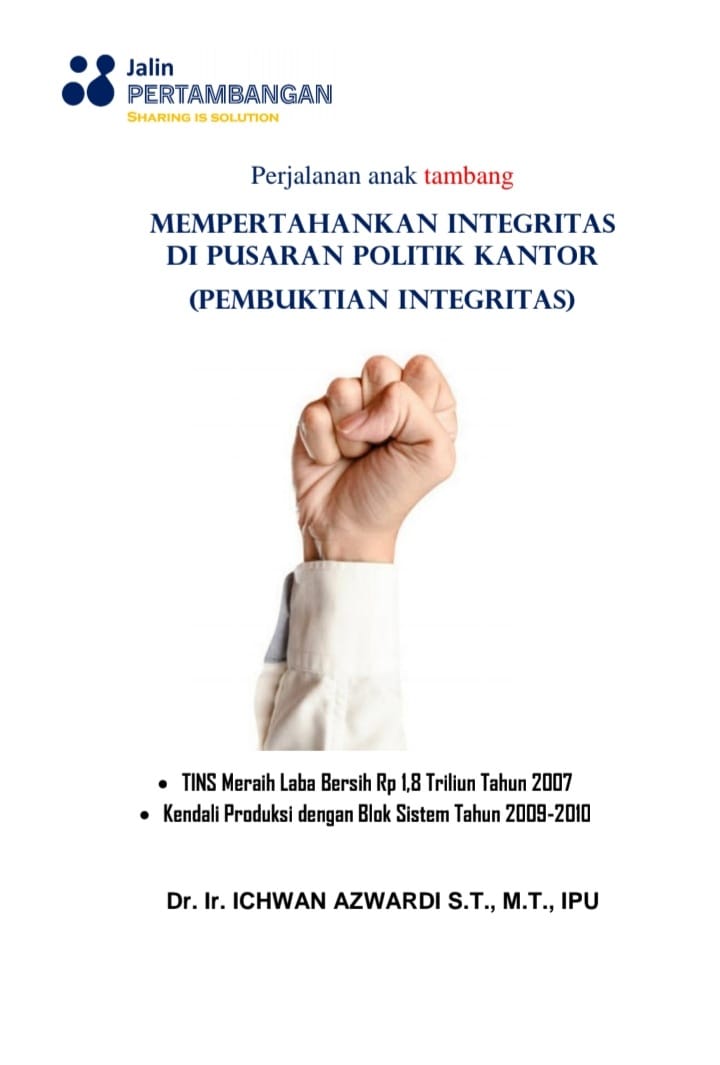 Jalin
PERTAMBANGAN
SHARING IS SOLUTION
Perjalanan anak tambang
MEMPERTAHANKAN INTEGRITAS
DI PUSARAN POLITIK KANTOR
(PEMBUKTIAN INTEGRITAS)
• TINS Meraih Laba Bersih Rp 1,8 Triliun Tahun 2007
• Kendali Produksi dengan Blok Sistem Tahun 2009-2010
Dr. Ir. ICHWAN AZWARDI S.T., M.T., IPU